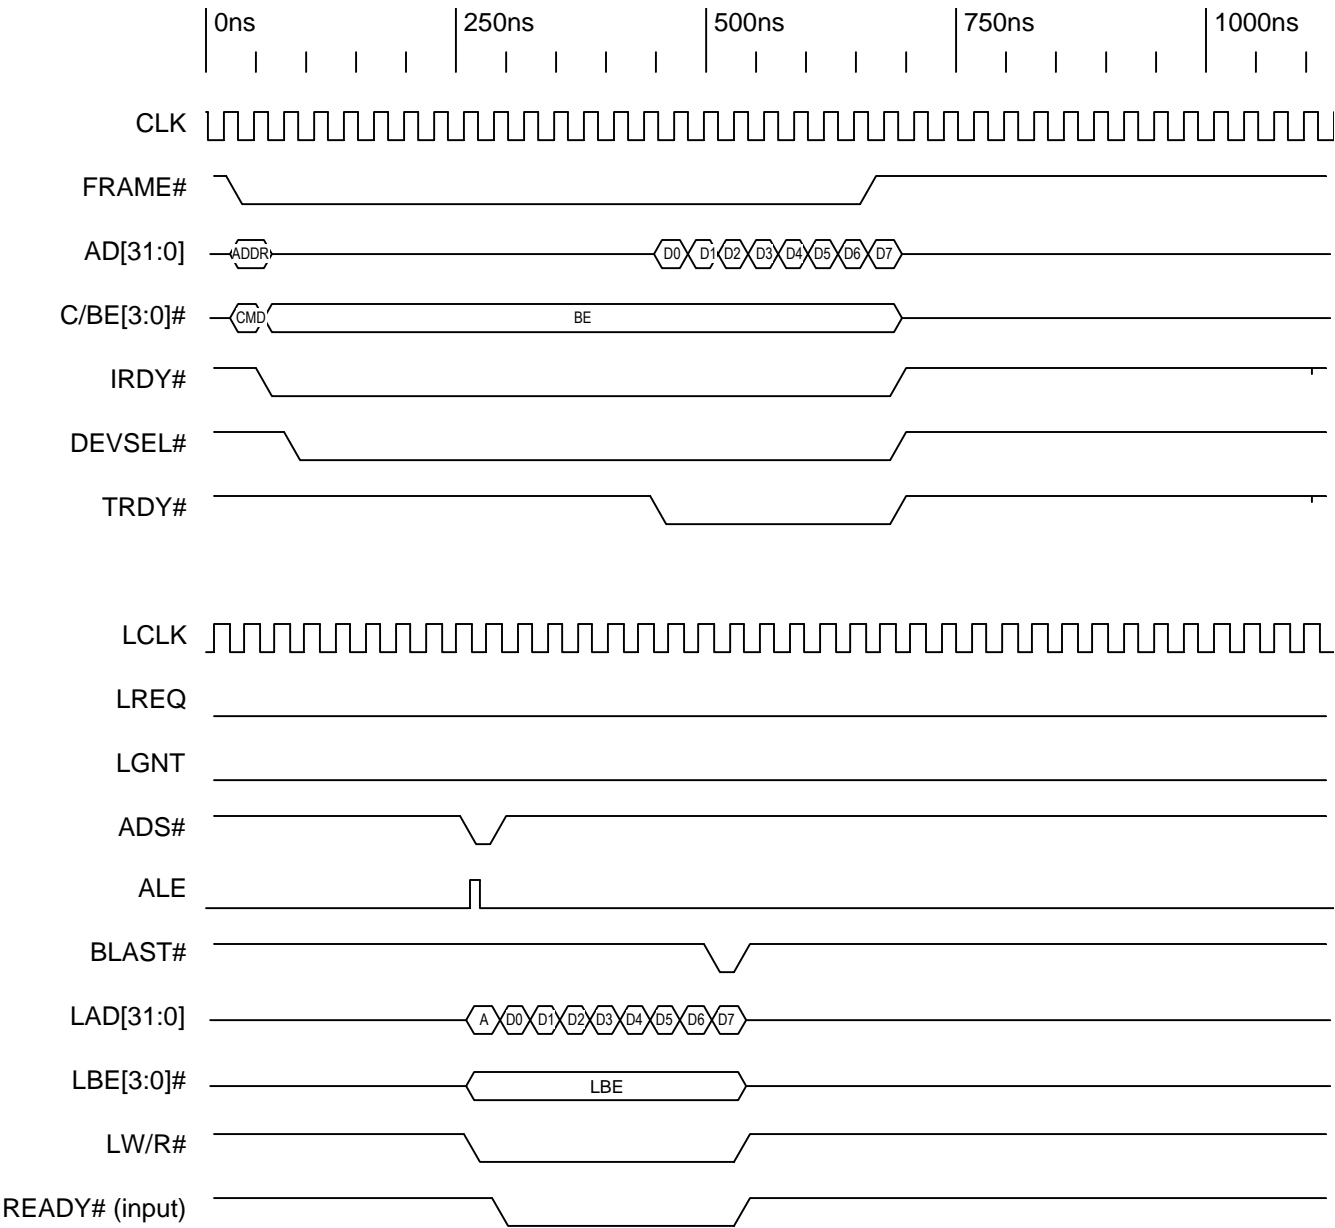 0ns 250ns 500ns 750ns 1000ns
CLK
FRAME#
AD[31:0] ADDR D0 D1 D2 D3 D4 D5 D6 D7
C/BE[3:0]# CMD BE
IRDY#
DEVSEL#
TRDY#
LCLK
LREQ
LGNT
ADS#
ALE
BLAST#
LAD[31:0] A D0 D1 D2 D3 D4 D5 D6 D7
LBE[3:0]# LBE
LW/R#
READY# (input)